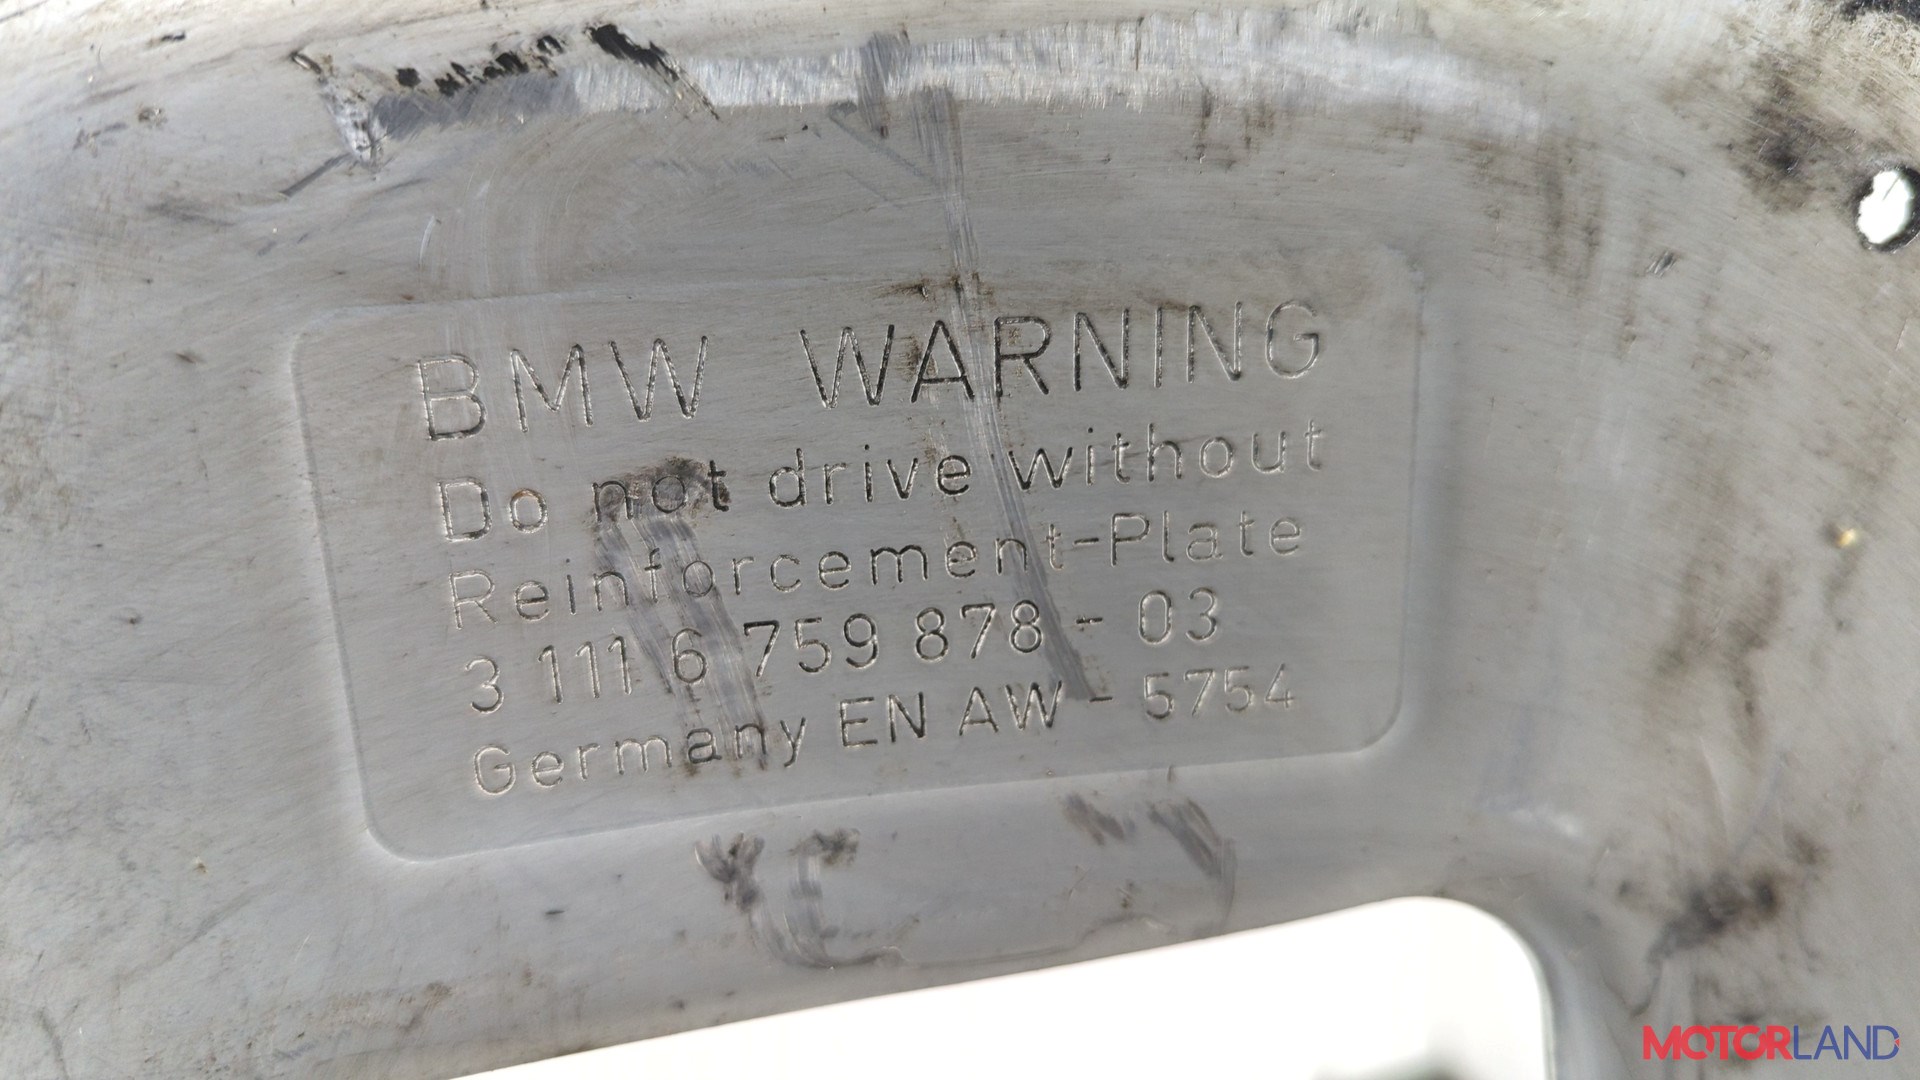 BMW WARNING
Do not drive without
Reinforcement-Plate
3 111 6 759 878 - 03
Germany EN AW - 5754
MOTORLAND